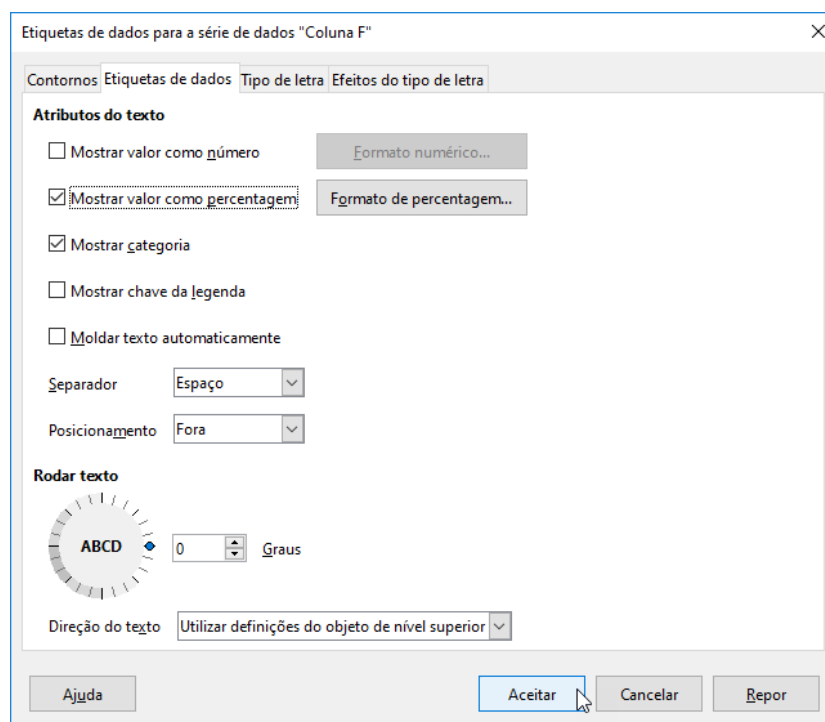 Etiquetas de dados para a série de dados "Coluna F"
Contornos Etiquetas de dados Tipo de letra Efeitos do tipo de letra
Atributos do texto
Mostrar valor como número Formato numérico...
Mostrar valor como percentagem Formato de percentagem...
Mostrar categoria
Mostrar chave da legenda
Moldar texto automaticamente
Separador Espaço
Posicionamento Fora
Rodar texto
ABCD 0 Graus
Direção do texto Utilizar definições do objeto de nível superior
Ajuda Aceitar Cancelar Repor